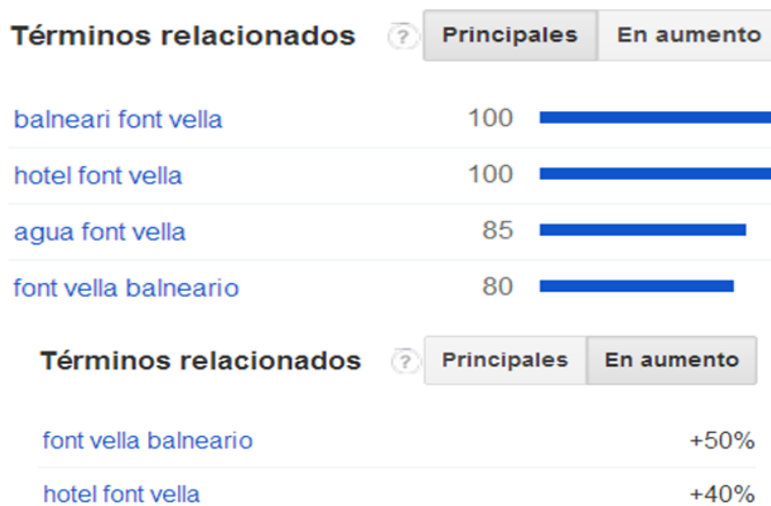 Términos relacionados ? Principales En aumento
balneari font vella 100
hotel font vella 100
agua font vella 85
font vella balneario 80
Términos relacionados ? Principales En aumento
font vella balneario +50%
hotel font vella +40%